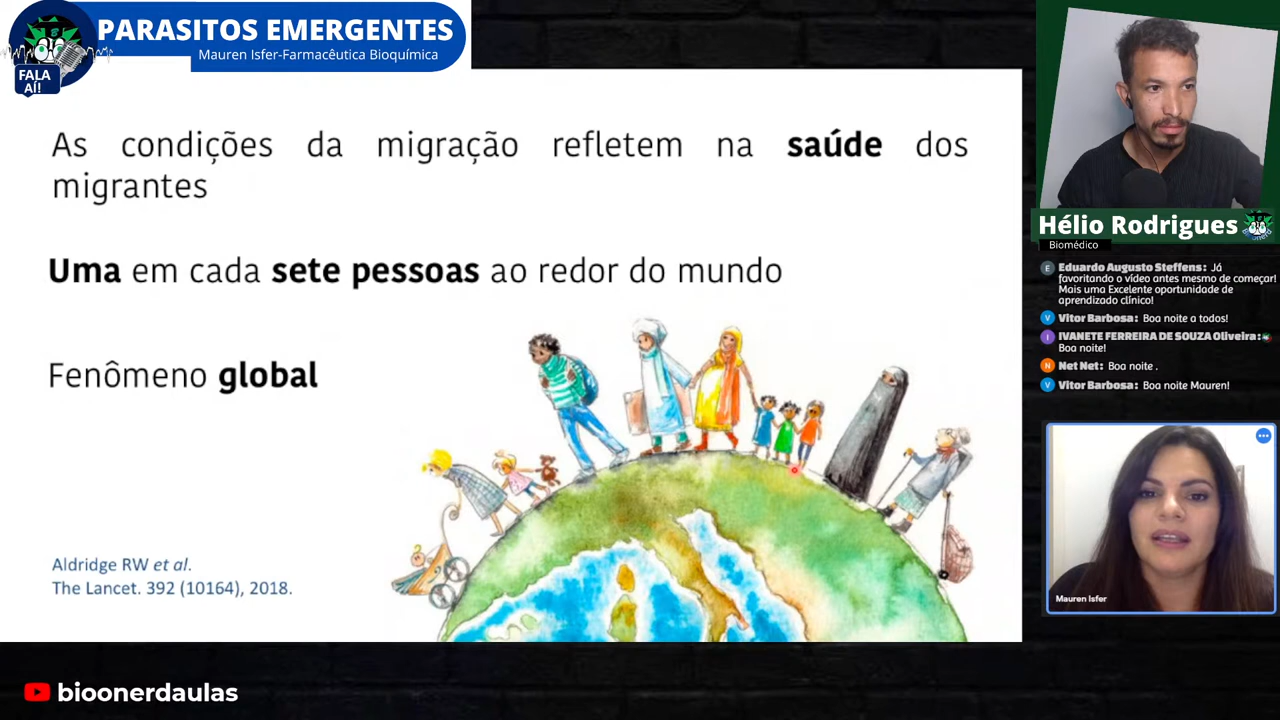 FALA
AÍ!
PARASITOS EMERGENTES
Mauren Isfer-Farmacêutica Bioquímica
As condições da migração refletem na saúde dos
migrantes
Uma em cada sete pessoas ao redor do mundo
Fenômeno global
Aldridge RW et al.
The Lancet. 392 (10164), 2018.
Hélio Rodrigues
Biomédico
E Eduardo Augusto Steffens: Já
favoritando o vídeo antes mesmo de começar!
Mais uma Excelente oportunidade de
aprendizado clínico!
V Vitor Barbosa: Boa noite a todos!
I IVANETE FERREIRA DE SOUZA Oliveira:
Boa noite!
N Net Net: Boa noite .
V Vitor Barbosa: Boa noite Mauren!
Mauren Isfer
bioonerdaulas